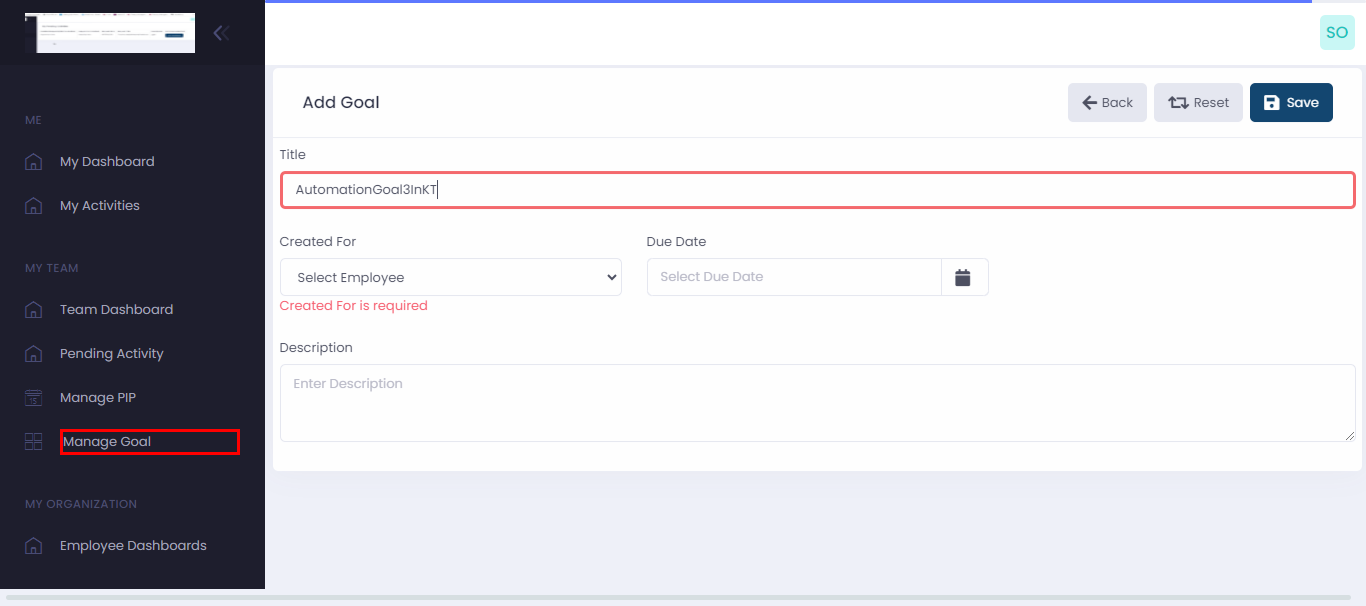 SO
Add Goal
Back
Reset
Save
ME
My Dashboard
My Activities
MY TEAM
Team Dashboard
Pending Activity
Manage PIP
15
Manage Goal
MY ORGANIZATION
Employee Dashboards
Title
AutomationGoal3InKT
Created For
Due Date
Select Employee
Select Due Date
Created For is required
Description
Enter Description